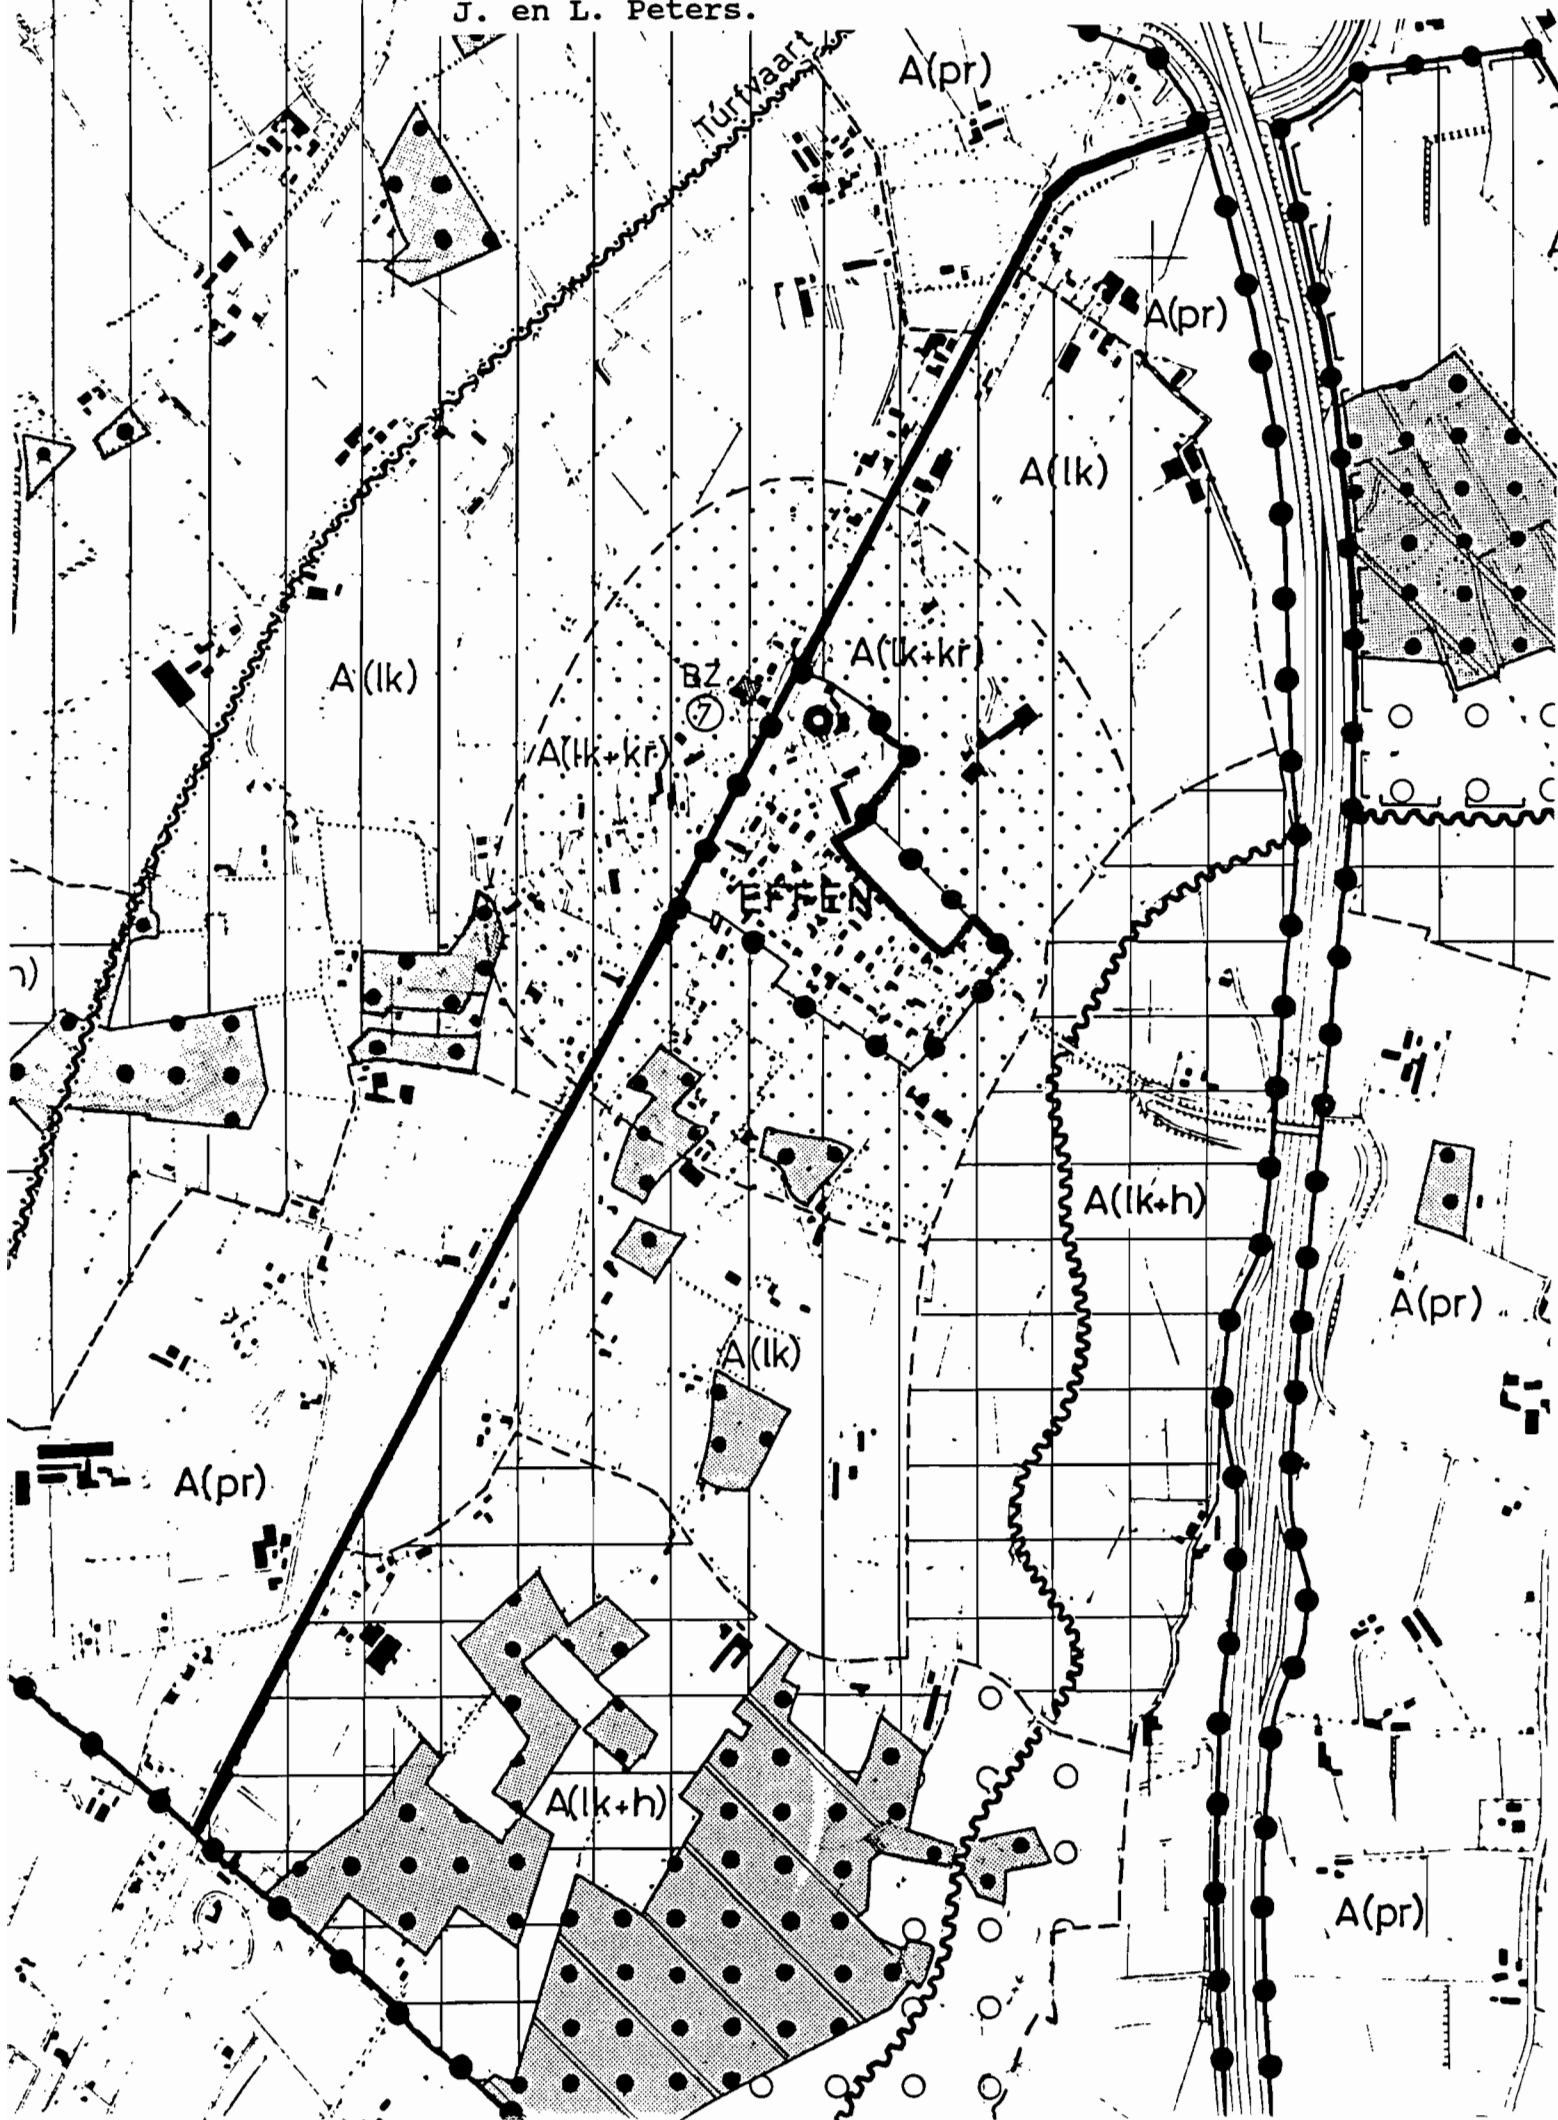 J. en L. Peters.
Turfvaart
A(pr)
A(pr)
A(lk)
A(lk+kr)
A(lk)
BZ
7
A(lk+kr)
EFFEN
A(lk+h)
A(pr)
A(lk)
A(pr)
A(lk+h)
A(pr)